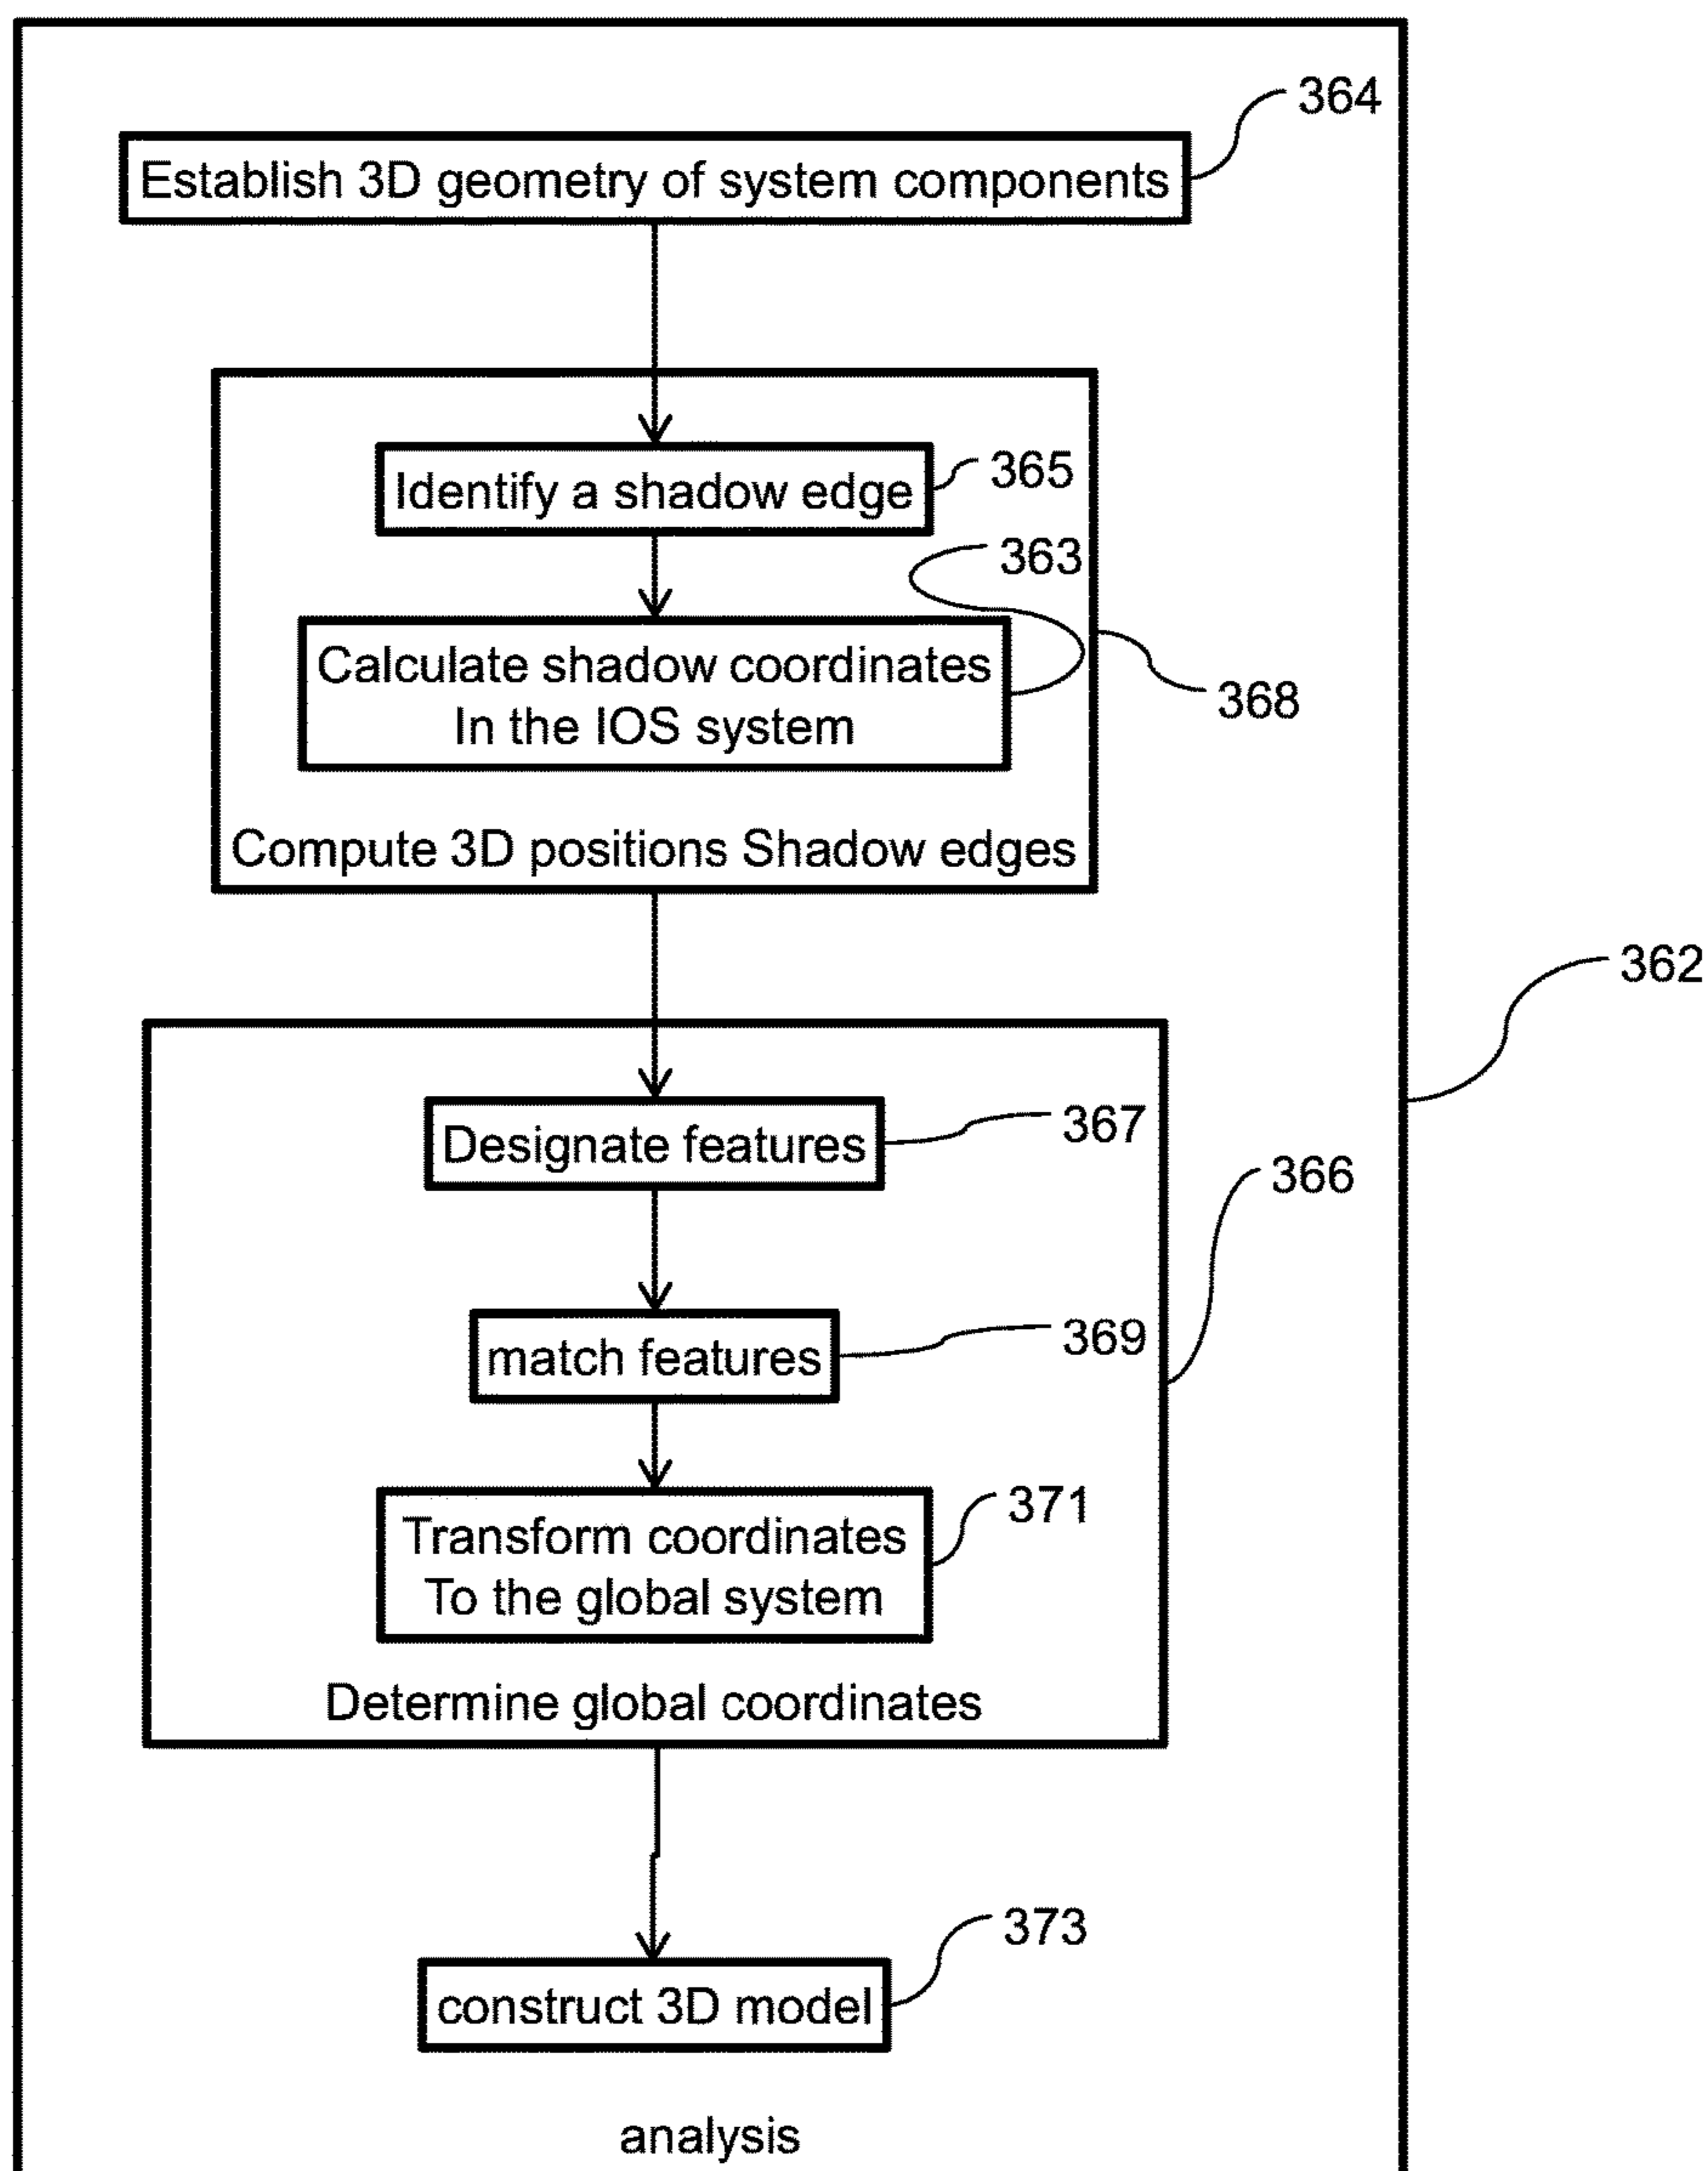 364
Establish 3D geometry of system components
365
Identify a shadow edge
363
Calculate shadow coordinates
In the IOS system
368
Compute 3D positions Shadow edges
362
367
Designate features
366
369
match features
371
Transform coordinates
To the global system
Determine global coordinates
373
construct 3D model
analysis